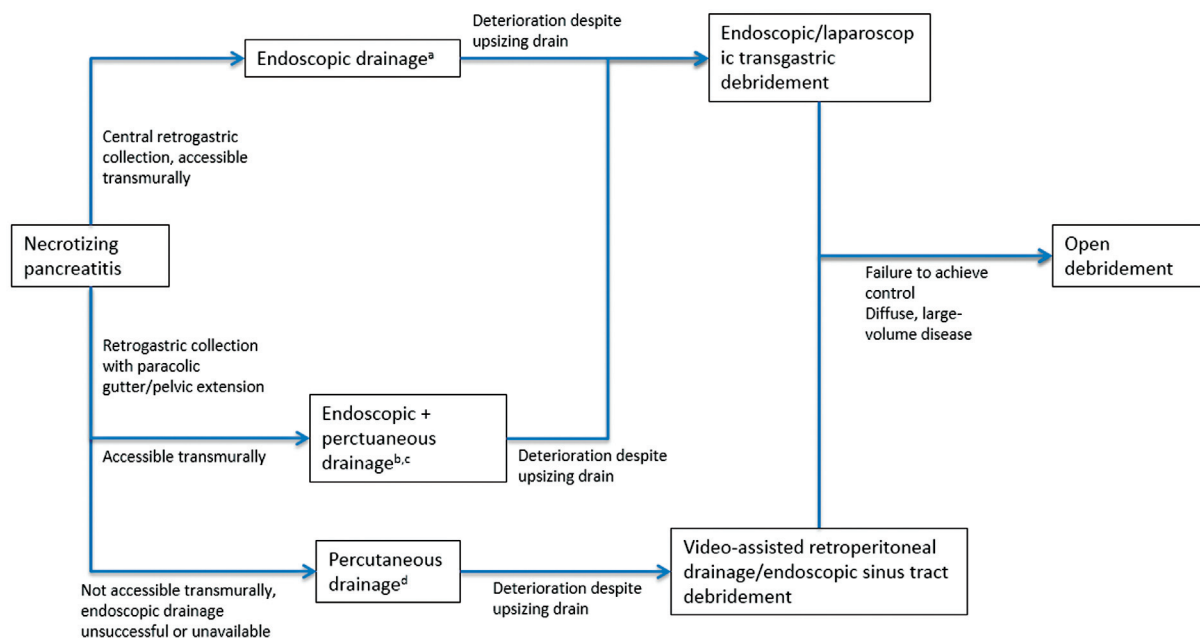 Deterioration despite
upsizing drain
Endoscopic drainageᵃ
Endoscopic/laparoscop
ic transgastric
debridement
Central retrogastric
collection, accessible
transmurally
Necrotizing
pancreatitis
Open
debridement
Failure to achieve
control
Diffuse, large-
volume disease
Retrogastric collection
with paracolic
gutter/pelvic extension
Endoscopic +
perctuaneous
drainageᵇ,ᶜ
Accessible transmurally
Deterioration despite
upsizing drain
Percutaneous
drainageᵈ
Video-assisted retroperitoneal
drainage/endoscopic sinus tract
debridement
Not accessible transmurally,
endoscopic drainage
unsuccessful or unavailable
Deterioration despite
upsizing drain